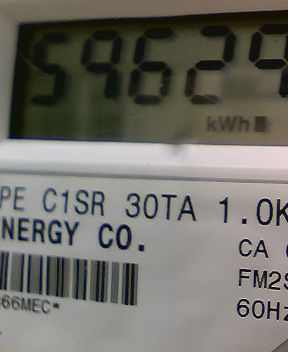 59629
kWh
PE C1SR 30TA 1.0K
NERGY CO.
CA
FM2S
66MEC*
60Hz